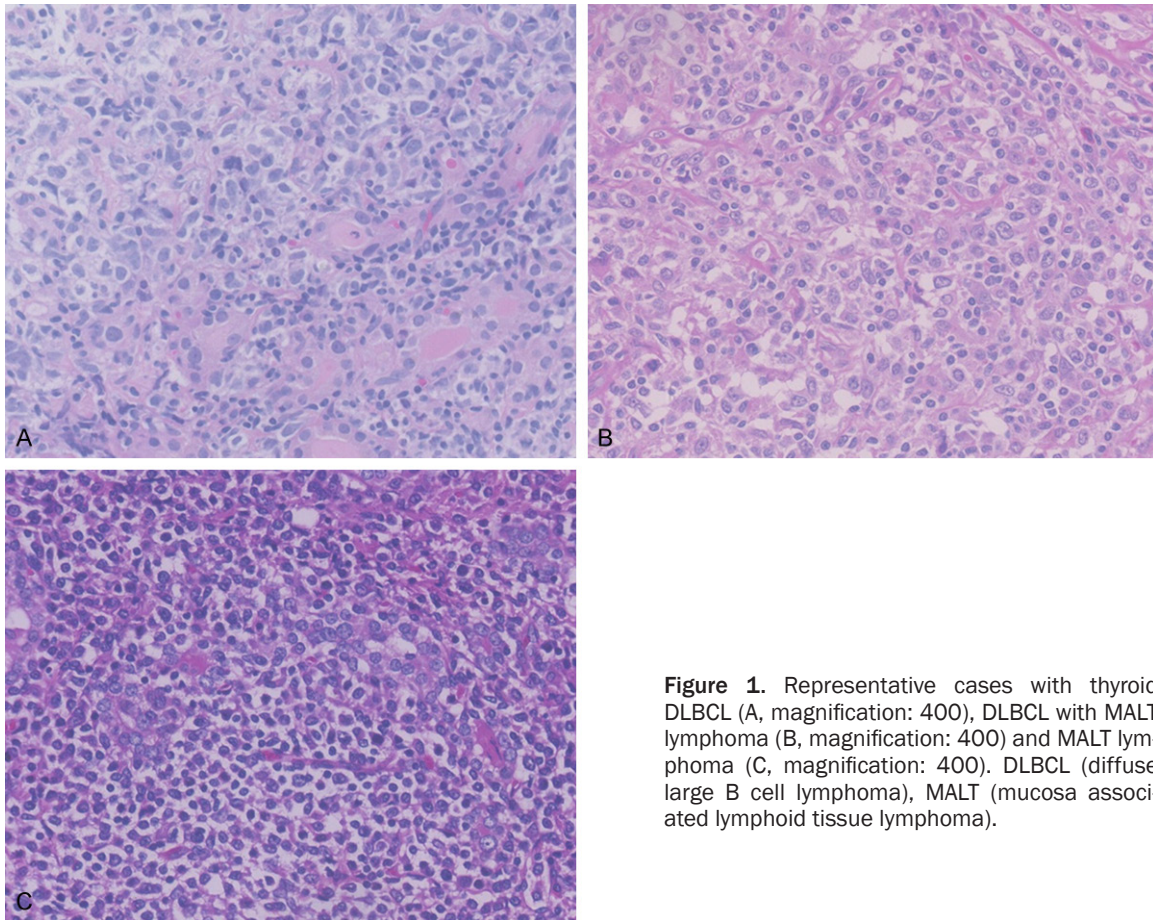 A
B
C
Figure 1. Representative cases with thyroid
DLBCL (A, magnification: 400), DLBCL with MALT
lymphoma (B, magnification: 400) and MALT lym-
phoma (C, magnification: 400). DLBCL (diffuse
large B cell lymphoma), MALT (mucosa associ-
ated lymphoid tissue lymphoma).